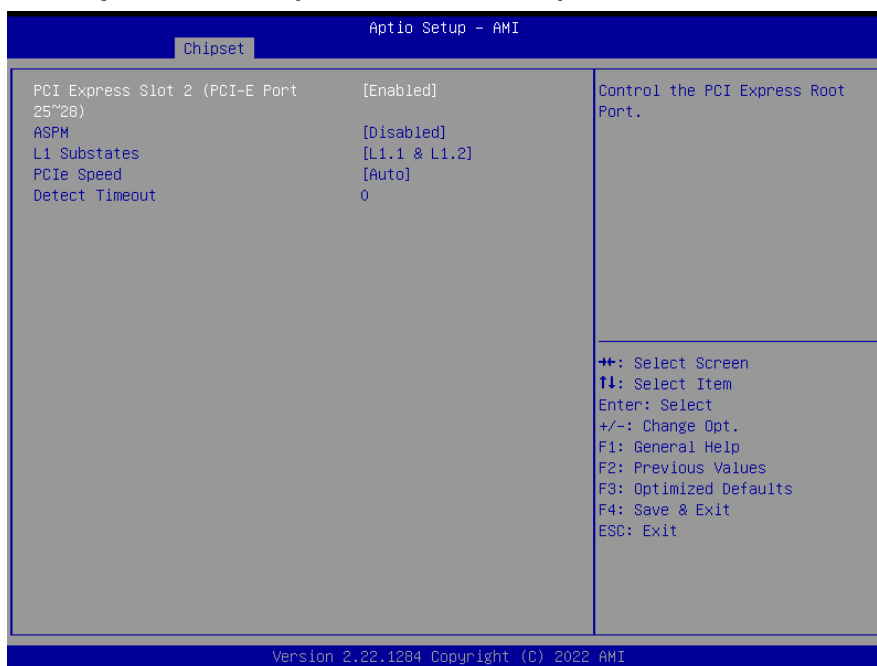 Aptio Setup – AMI
Chipset
PCI Express Slot 2 (PCI-E Port 25~28) [Enabled]
ASPM [Disabled]
L1 Substates [L1.1 & L1.2]
PCIe Speed [Auto]
Detect Timeout 0
Control the PCI Express Root
Port.
→←: Select Screen
↑↓: Select Item
Enter: Select
+/-: Change Opt.
F1: General Help
F2: Previous Values
F3: Optimized Defaults
F4: Save & Exit
ESC: Exit
Version 2.22.1284 Copyright (C) 2022 AMI